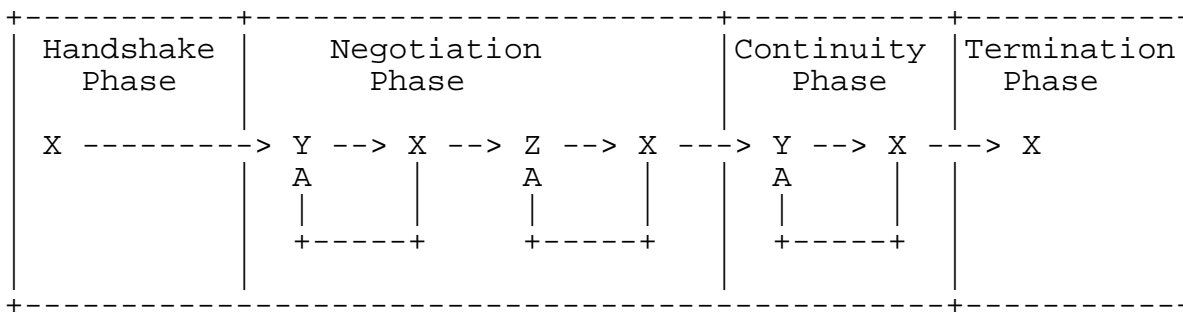 +-----------+------------------------+-----------+------------
| Handshake |    Negotiation         |Continuity |Termination
|   Phase   |      Phase             |   Phase   |  Phase
|           |                        |           |
| X ---------> Y --> X --> Z --> X ---> Y --> X ---> X
|           |  A     |     A     |   |  A     |  |
|           |  |     |     |     |   |  |     |  |
|           |  +-----+     +-----+   |  +-----+  |
|           |                        |           |
+------------------------------------------------+------------